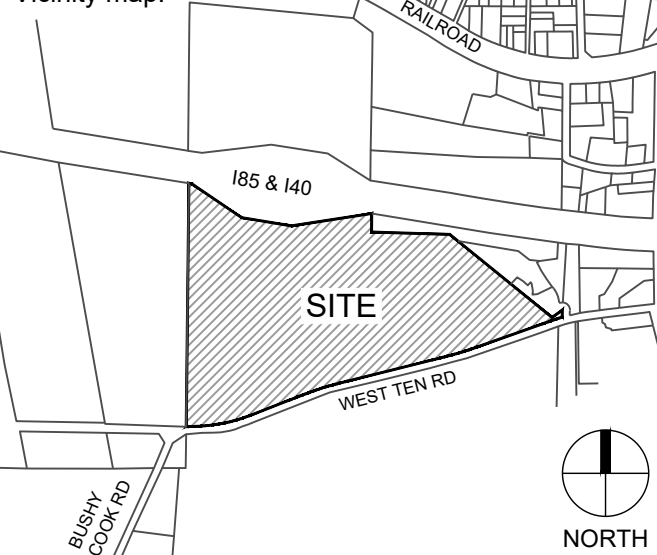 Vicinity map:
RAILROAD
I85 & I40
SITE
WEST TEN RD
BUSHY
COOK RD
NORTH